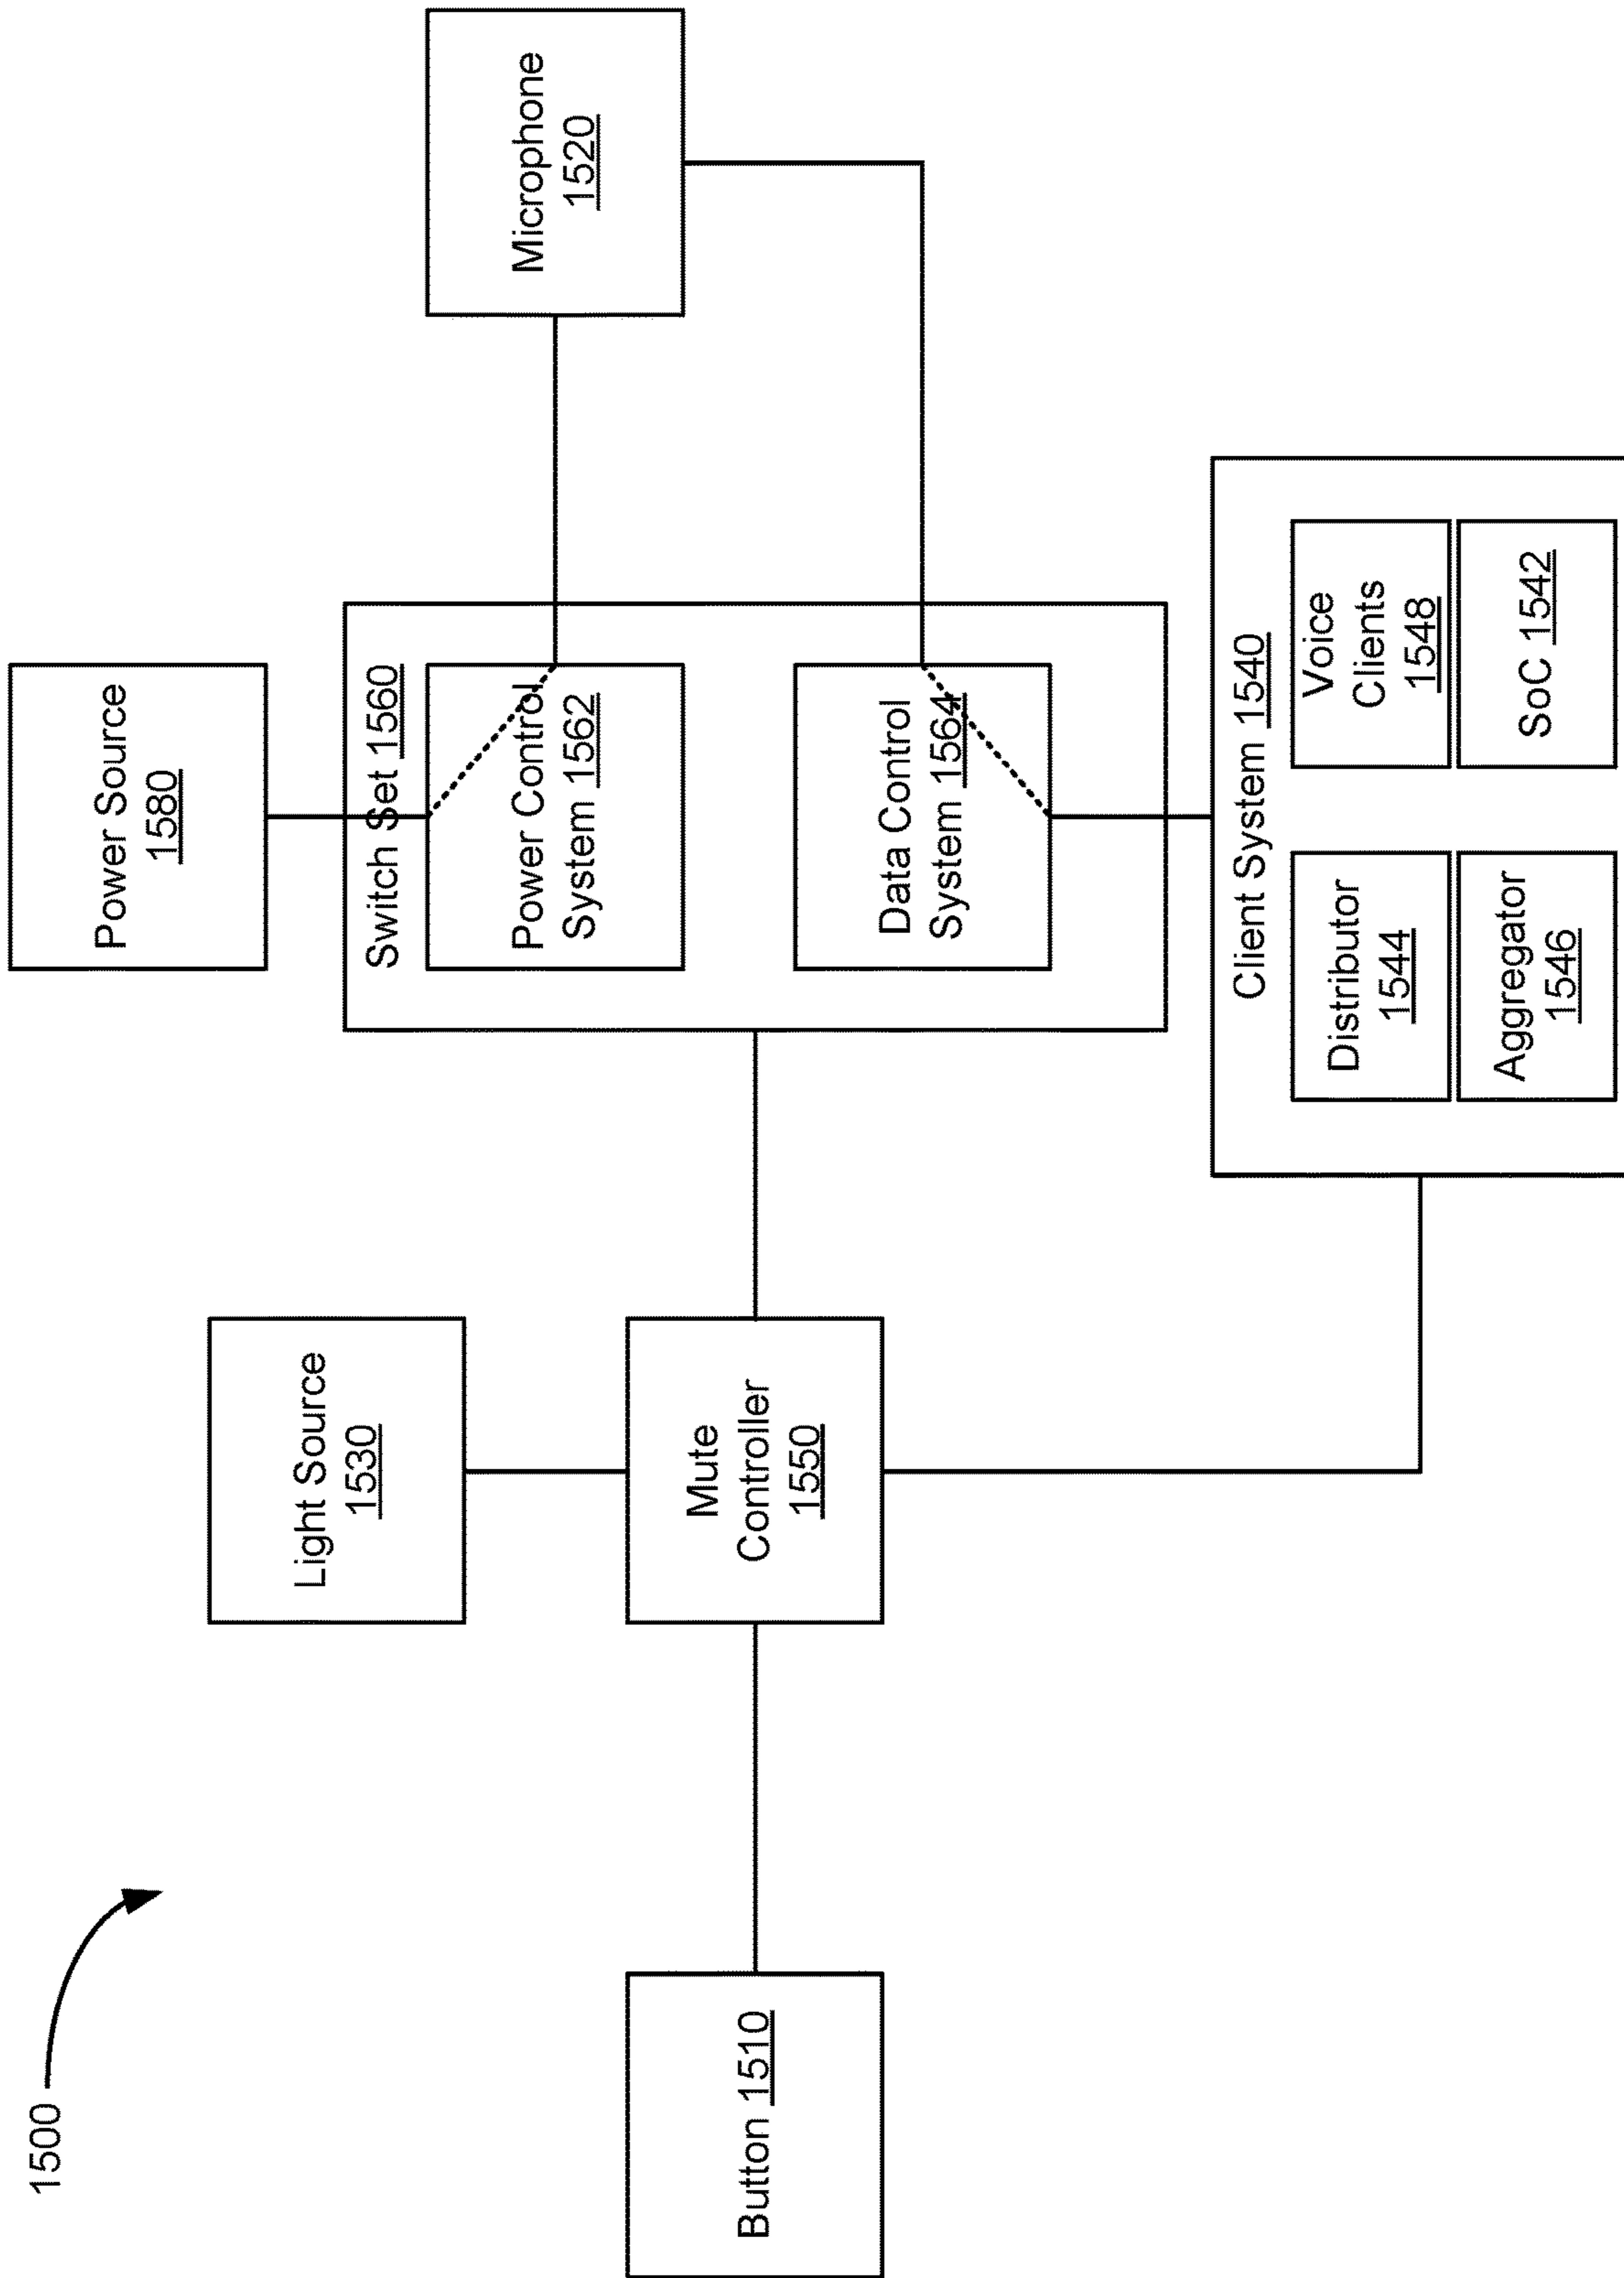 1500
Power Source
1580
Light Source
1530
Switch Set 1560
Power Control
System 1562
Microphone
1520
Button 1510
Mute
Controller
1550
Data Control
System 1564
Client System 1540
Distributor
1544
Voice
Clients
1548
Aggregator
1546
SoC 1542